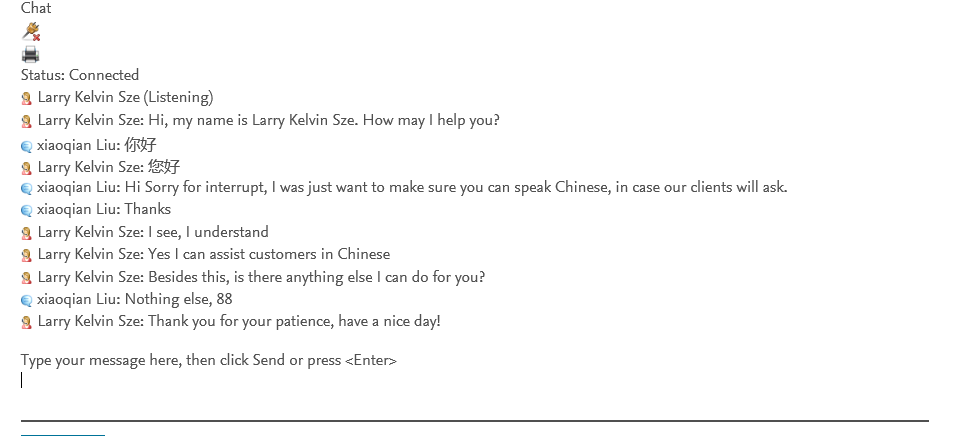 Chat
Status: Connected
Larry Kelvin Sze (Listening)
Larry Kelvin Sze: Hi, my name is Larry Kelvin Sze. How may I help you?
xiaoqian Liu: 你好
Larry Kelvin Sze: 您好
xiaoqian Liu: Hi Sorry for interrupt, I was just want to make sure you can speak Chinese, in case our clients will ask.
xiaoqian Liu: Thanks
Larry Kelvin Sze: I see, I understand
Larry Kelvin Sze: Yes I can assist customers in Chinese
Larry Kelvin Sze: Besides this, is there anything else I can do for you?
xiaoqian Liu: Nothing else, 88
Larry Kelvin Sze: Thank you for your patience, have a nice day!
Type your message here, then click Send or press <Enter>